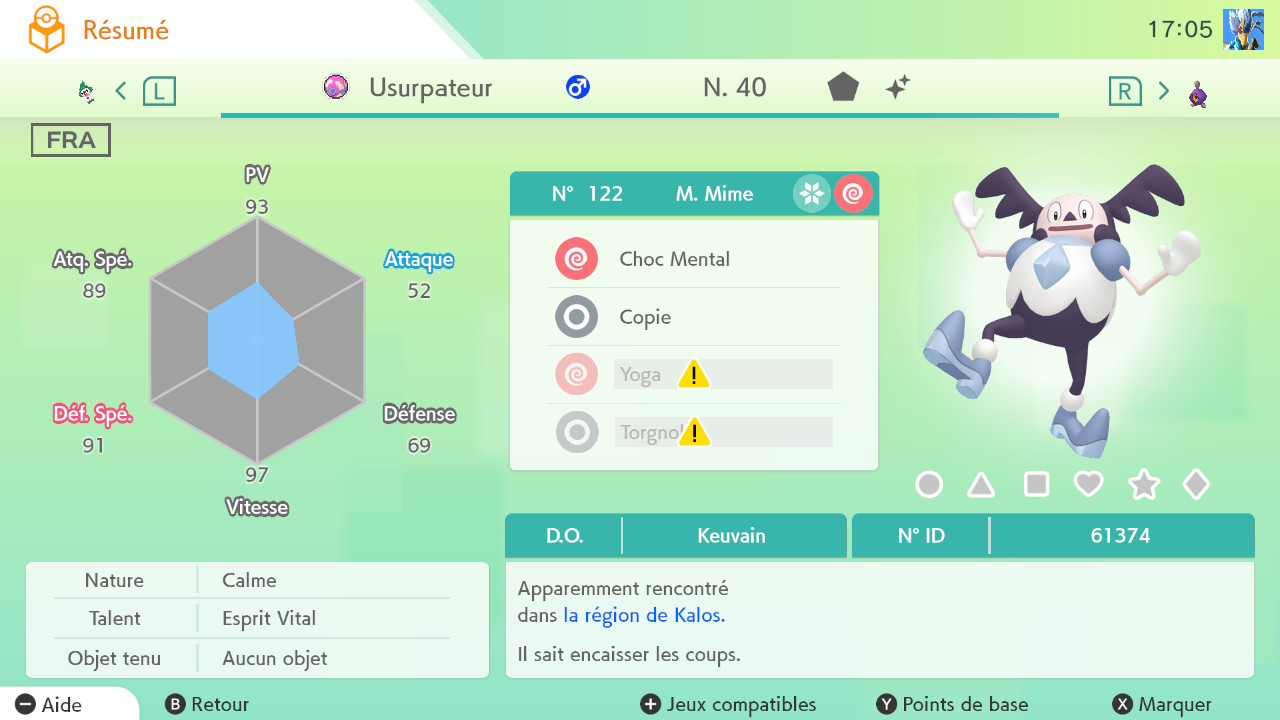 Résumé
17:05
L
Usurpateur
N. 40
R
FRA
PV
93
Atq. Spé.
89
Attaque
52
Déf. Spé.
91
Défense
69
97
Vitesse
N° 122 M. Mime
Choc Mental
Copie
Yoga
Torgnol
D.O. Keuvain
N° ID 61374
Nature Calme
Talent Esprit Vital
Objet tenu Aucun objet
Apparemment rencontré
dans la région de Kalos.
Il sait encaisser les coups.
Aide
B Retour
Jeux compatibles
Y Points de base
X Marquer